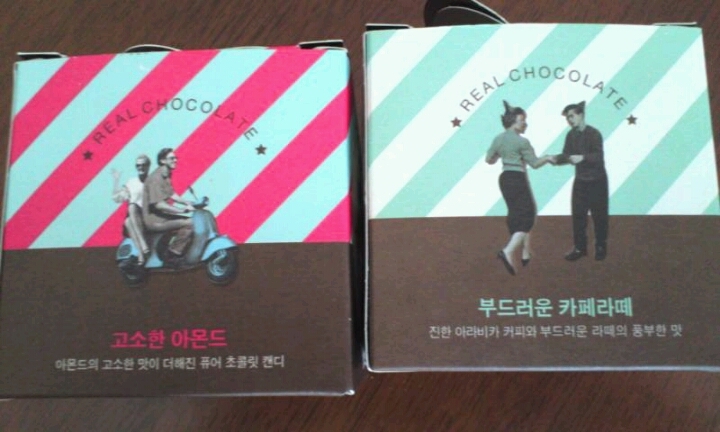 REAL CHOCOLATE
고소한 아몬드
아몬드의 고소한 맛이 더해진 퓨어 초콜릿 캔디
REAL CHOCOLATE
부드러운 카페라떼
진한 아라비카 커피와 부드러운 라떼의 풍부한 맛